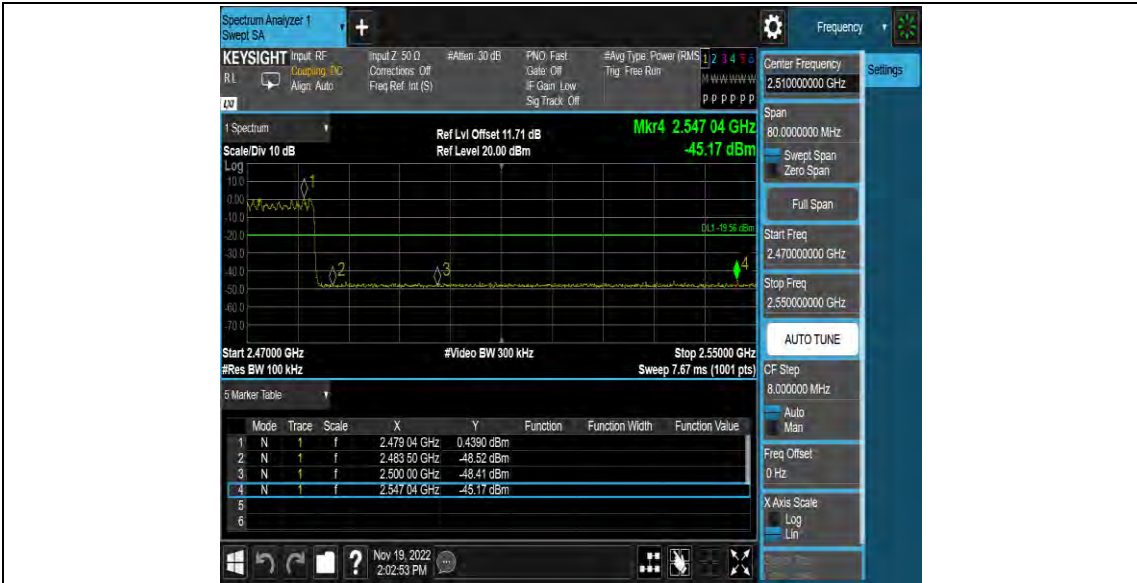 Spectrum Analyzer 1
Swept SA
+
Frequency
KEYSIGHT Input: RF Input Z: 50 Ω #Atten: 30 dB PNO: Fast #Avg Type: Power (RMS 1 2 3 4 5 6
R L Coupling: DC Corrections: Off Gate: Off Trig: Free Run M W W W W W
Align: Auto Freq Ref: Int (S) IF Gain: Low
LXI Sig Track: Off P P P P P P
1 Spectrum
Ref Lvl Offset 11.71 dB Mkr4 2.547 04 GHz
Scale/Div 10 dB Ref Level 20.00 dBm -45.17 dBm
Log
10.0
0.00
-10.0
-20.0
-30.0
-40.0
-50.0
-60.0
-70.0
1
2
3
4
DL1 -19.56 dBm
Start 2.47000 GHz #Video BW 300 kHz Stop 2.55000 GHz
#Res BW 100 kHz Sweep 7.67 ms (1001 pts)
5 Marker Table
Mode Trace Scale X Y Function Function Width Function Value
1 N 1 f 2.479 04 GHz 0.4390 dBm
2 N 1 f 2.483 50 GHz -48.52 dBm
3 N 1 f 2.500 00 GHz -48.41 dBm
4 N 1 f 2.547 04 GHz -45.17 dBm
5
6
?
Nov 19, 2022
2:02:53 PM
Center Frequency
2.510000000 GHz
Settings
Span
80.0000000 MHz
Swept Span
Zero Span
Full Span
Start Freq
2.470000000 GHz
Stop Freq
2.550000000 GHz
AUTO TUNE
CF Step
8.000000 MHz
Auto
Man
Freq Offset
0 Hz
X Axis Scale
Log
Lin